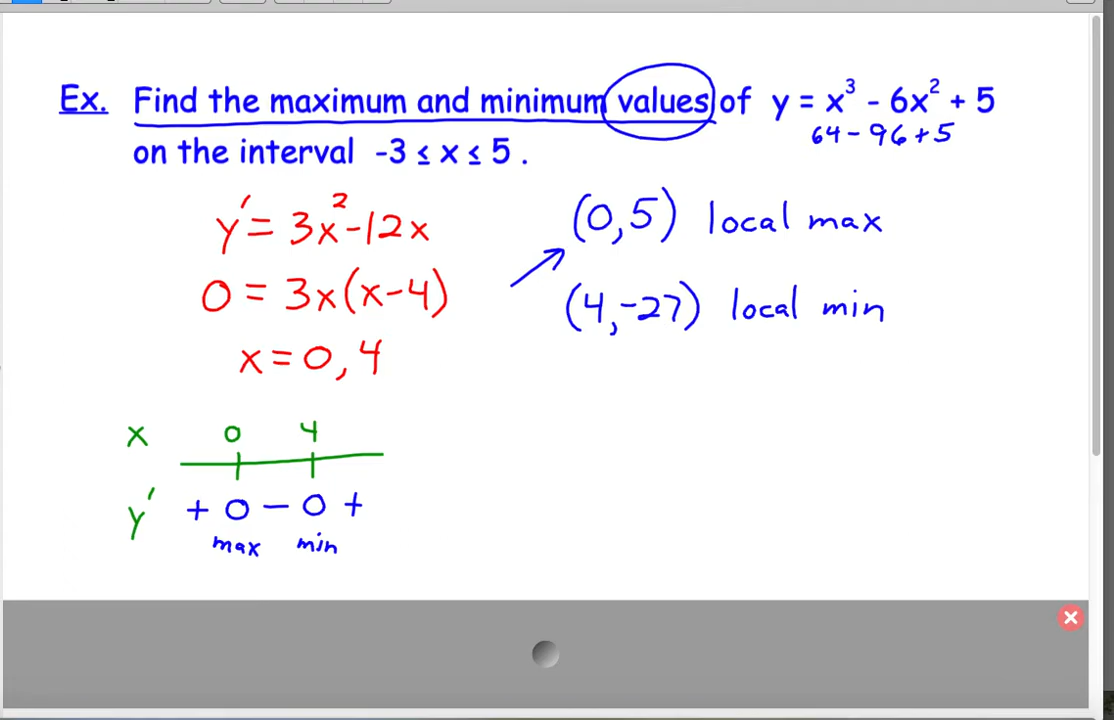 Ex. Find the maximum and minimum values of y = x³ - 6x² + 5
64 - 96 + 5
on the interval -3 ≤ x ≤ 5 .
y' = 3x² - 12x
0 = 3x(x - 4)
x = 0, 4
(0, 5) local max
(4, -27) local min
x 0 4
y' + 0 - 0 +
max min